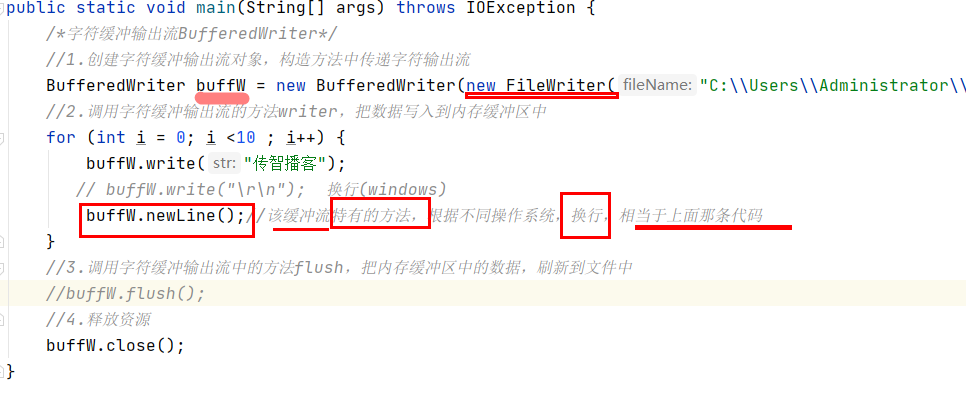 public static void main(String[] args) throws IOException {
/*字符缓冲输出流BufferedWriter*/
//1.创建字符缓冲输出流对象，构造方法中传递字符输出流
BufferedWriter buffW = new BufferedWriter(new FileWriter( fileName: "C:\\Users\\Administrator\\
//2.调用字符缓冲输出流的方法writer，把数据写入到内存缓冲区中
for (int i = 0; i <10 ; i++) {
buffW.write( str: "传智播客");
// buffW.write("\r\n");  换行(windows)
buffW.newLine();//该缓冲流持有的方法，根据不同操作系统，换行，相当于上面那条代码
}
//3.调用字符缓冲输出流中的方法flush，把内存缓冲区中的数据，刷新到文件中
//buffW.flush();
//4.释放资源
buffW.close();
}